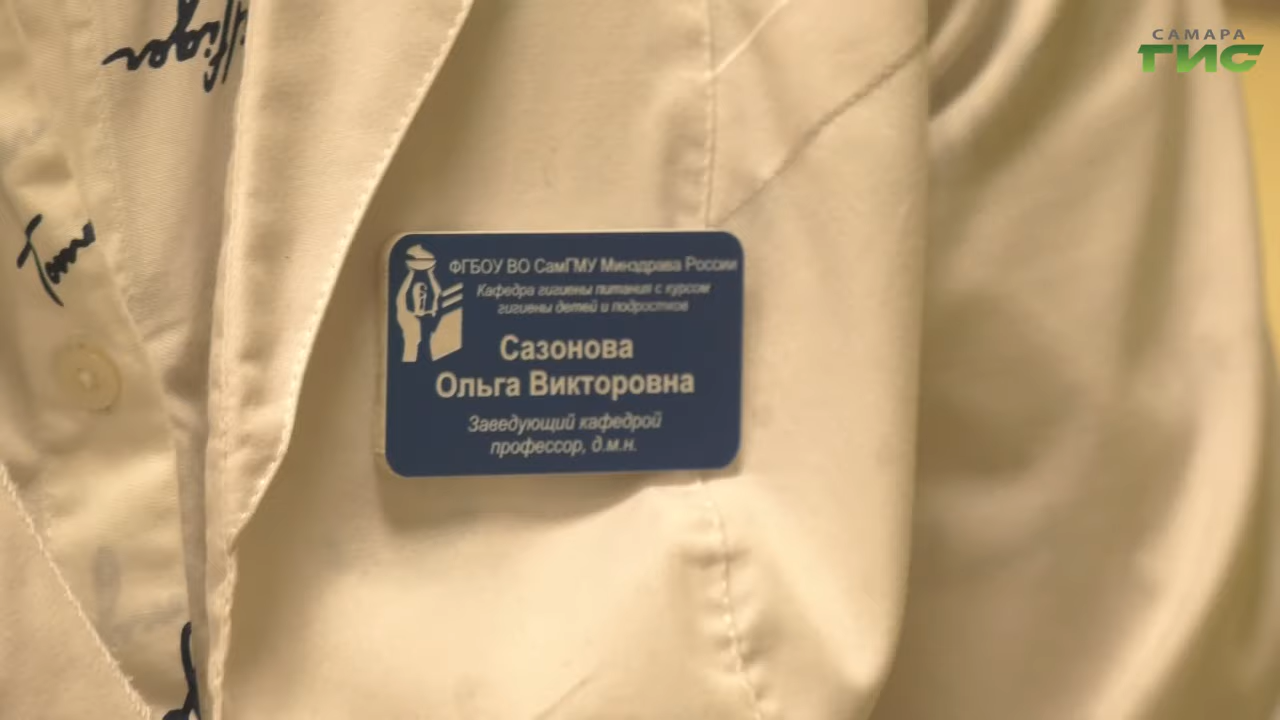 САМАРА
ГИС
Tom
ФГБОУ ВО СамГМУ Минздрава России
Кафедра гигиены питания с курсом
гигиены детей и подростков
Сазонова
Ольга Викторовна
Заведующий кафедрой
профессор, д.м.н.